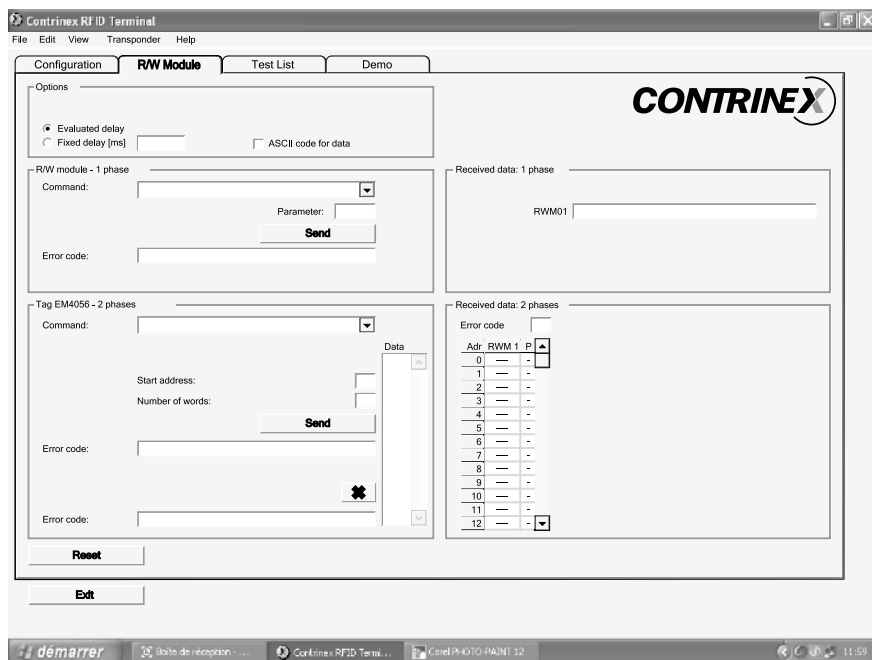 Contrinex RFID Terminal
File Edit View Transponder Help
Configuration R/W Module Test List Demo
Options
CONTRINEX
Evaluated delay
Fixed delay [ms] ASCII code for data
R/W module - 1 phase
Command:
Parameter:
Send
Error code:
Received data: 1 phase
RWM01
Tag EM4056 - 2 phases
Command:
Data
Start address:
Number of words:
Send
Error code:
Error code:
Received data: 2 phases
Error code
Adr RWM 1 P
0 — -
1 — -
2 — -
3 — -
4 — -
5 — -
6 — -
7 — -
8 — -
9 — -
10 — -
11 — -
12 — -
Reset
Exit
démarrer Boîte de réception - ... Contrinex RFID Termi... Corel PHOTO-PAINT 12 11:59